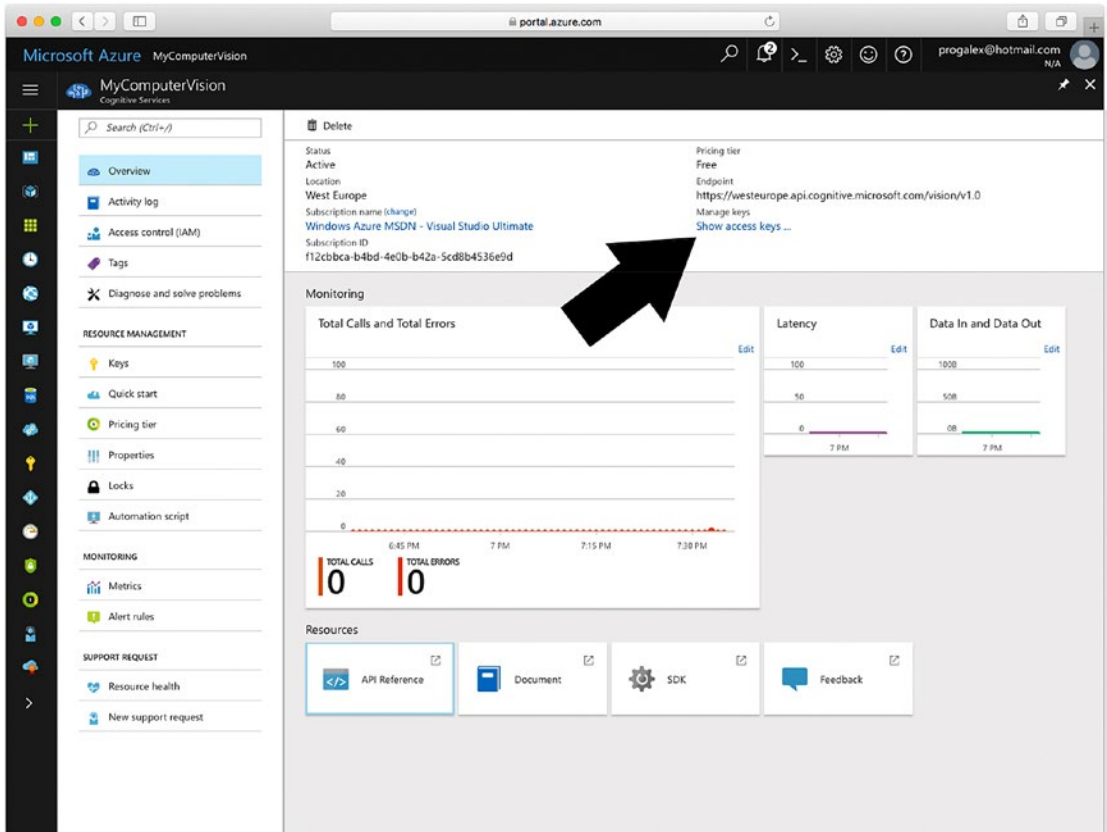 portal.azure.com
Microsoft Azure MyComputerVision
2
progalex@hotmail.com
N/A
MyComputerVision
Cognitive Services
Search (Ctrl+/)
Overview
Activity log
Access control (IAM)
Tags
Diagnose and solve problems
RESOURCE MANAGEMENT
Keys
Quick start
Pricing tier
Properties
Locks
Automation script
MONITORING
Metrics
Alert rules
SUPPORT REQUEST
Resource health
New support request
Delete
Status
Active
Location
West Europe
Subscription name (change)
Windows Azure MSDN - Visual Studio Ultimate
Subscription ID
f12cbbca-b4bd-4e0b-b42a-5cd8b4536e9d
Pricing tier
Free
Endpoint
https://westeurope.api.cognitive.microsoft.com/vision/v1.0
Manage keys
Show access keys ...
Monitoring
Total Calls and Total Errors
Edit
100
80
60
40
20
0
6:45 PM 7 PM 7:15 PM 7:30 PM
TOTAL CALLS TOTAL ERRORS
0 0
Latency
Edit
100
50
0
7 PM
Data In and Data Out
Edit
100B
50B
0B
7 PM
Resources
API Reference Document SDK Feedback